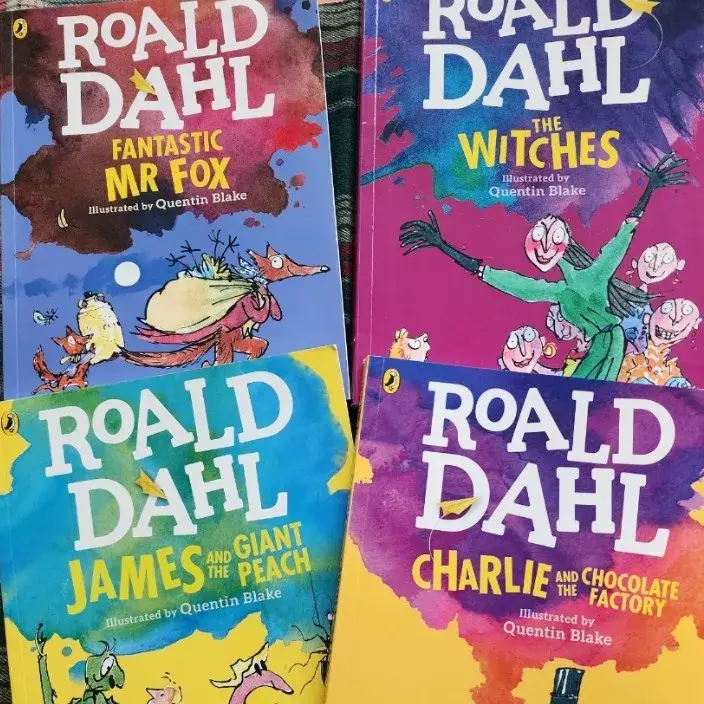 ROALD
DAHL
FANTASTIC
MR FOX
Illustrated by Quentin Blake
ROALD
DAHL
THE
WITCHES
Illustrated by
Quentin Blake
ROALD
DAHL
JAMES AND THE GIANT PEACH
Illustrated by Quentin Blake
ROALD
DAHL
CHARLIE AND THE CHOCOLATE FACTORY
Illustrated by
Quentin Blake